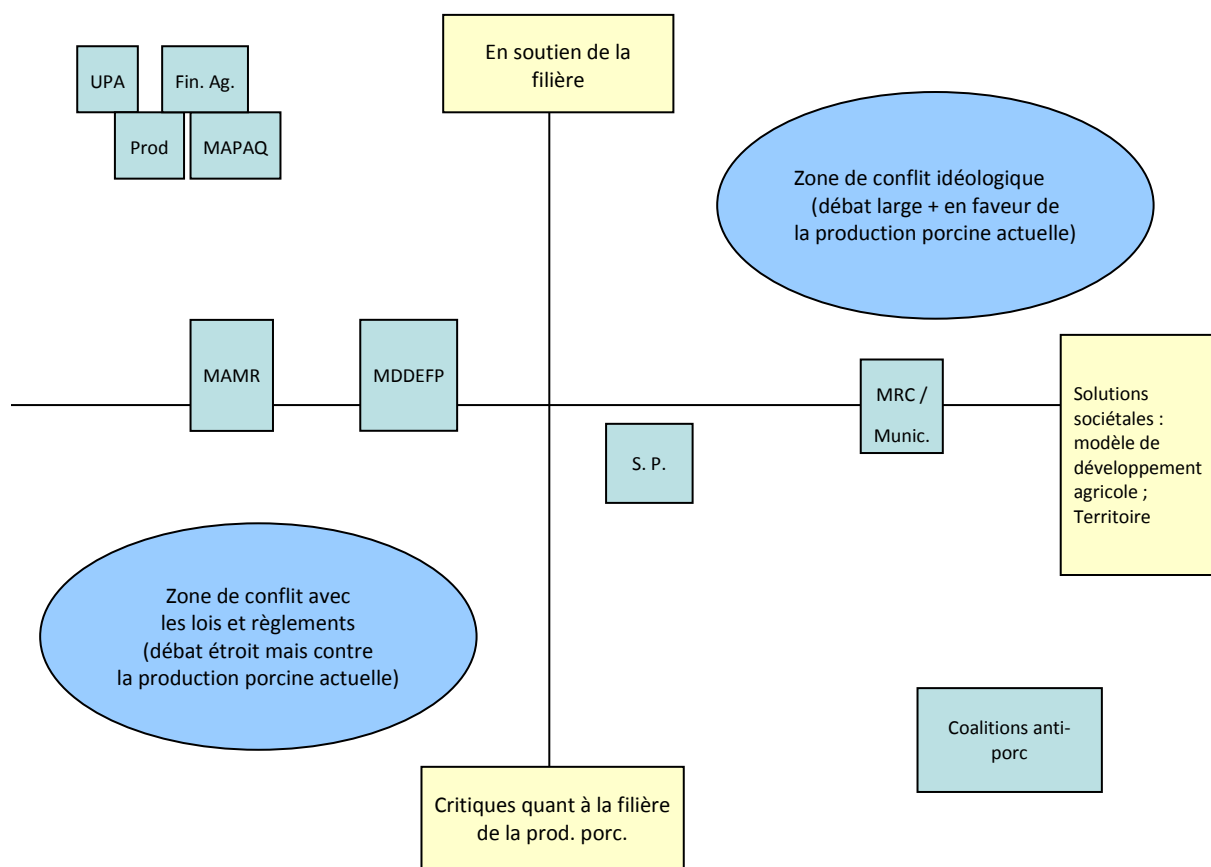 En soutien de la
filière
UPA
Fin. Ag.
Prod
MAPAQ
Zone de conflit idéologique
(débat large + en faveur de
la production porcine actuelle)
MAMR
MDDEFP
MRC /
Munic.
Solutions
sociétales :
modèle de
développement
agricole ;
Territoire
S. P.
Zone de conflit avec
les lois et règlements
(débat étroit mais contre
la production porcine actuelle)
Coalitions anti-
porc
Critiques quant à la filière
de la prod. porc.